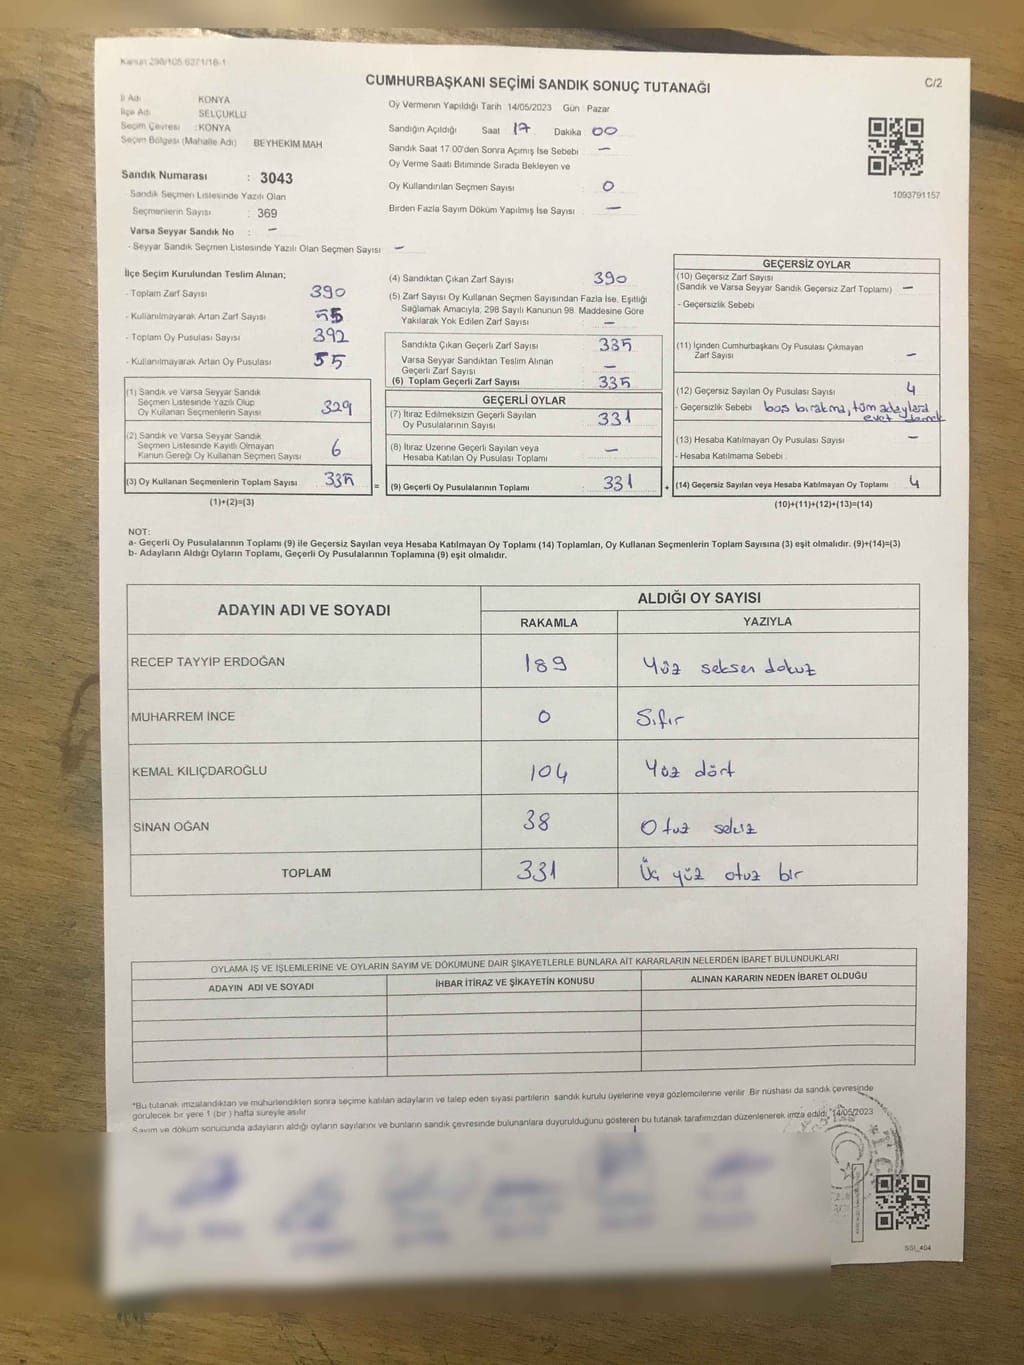 Kanun 298/105 6271/18-1
CUMHURBAŞKANI SEÇİMİ SANDIK SONUÇ TUTANAĞI
C/2
İl Adı KONYA
İlçe Adı SELÇUKLU
Seçim Çevresi :KONYA
Seçim Bölgesi (Mahalle Adı) BEYHEKİM MAH
Sandık Numarası : 3043
Sandık Seçmen Listesinde Yazılı Olan
Seçmenlerin Sayısı : 369
Varsa Seyyar Sandık No : -
- Seyyar Sandık Seçmen Listesinde Yazılı Olan Seçmen Sayısı -
Oy Vermenin Yapıldığı Tarih 14/05/2023 Gün Pazar
Sandığın Açıldığı Saat 17 Dakika 00
Sandık Saat 17.00'den Sonra Açımış İse Sebebi : -
Oy Verme Saati Bitiminde Sırada Bekleyen ve
Oy Kullandırılan Seçmen Sayısı : 0
Birden Fazla Sayım Döküm Yapılmış İse Sayısı : -
1093791157
İlçe Seçim Kurulundan Teslim Alınan;
- Toplam Zarf Sayısı 390
- Kullanılmayarak Artan Zarf Sayısı 55
- Toplam Oy Pusulası Sayısı 392
- Kullanılmayarak Artan Oy Pusulası 55
(1) Sandık ve Varsa Seyyar Sandık
Seçmen Listesinde Yazılı Olup
Oy Kullanan Seçmenlerin Sayısı 329
(2) Sandık ve Varsa Seyyar Sandık
Seçmen Listesinde Kayıtlı Olmayan
Kanun Gereği Oy Kullanan Seçmen Sayısı 6
(3) Oy Kullanan Seçmenlerin Toplam Sayısı 335
(1)+(2)=(3)
(4) Sandıktan Çıkan Zarf Sayısı 390
(5) Zarf Sayısı Oy Kullanan Seçmen Sayısından Fazla İse, Eşitliği
Sağlamak Amacıyla, 298 Sayılı Kanunun 98. Maddesine Göre
Yakılarak Yok Edilen Zarf Sayısı : -
Sandıkta Çıkan Geçerli Zarf Sayısı 335
Varsa Seyyar Sandıktan Teslim Alınan
Geçerli Zarf Sayısı -
(6) Toplam Geçerli Zarf Sayısı 335
GEÇERLİ OYLAR
(7) İtiraz Edilmeksizin Geçerli Sayılan
Oy Pusulalarının Sayısı 331
(8) İtiraz Üzerine Geçerli Sayılan veya
Hesaba Katılan Oy Pusulası Toplamı -
= (9) Geçerli Oy Pusulalarının Toplamı : 331 +
GEÇERSİZ OYLAR
(10) Geçersiz Zarf Sayısı
(Sandık ve Varsa Seyyar Sandık Geçersiz Zarf Toplamı) -
- Geçersizlik Sebebi
(11) İçinden Cumhurbaşkanı Oy Pusulası Çıkmayan
Zarf Sayısı -
(12) Geçersiz Sayılan Oy Pusulası Sayısı 4
- Geçersizlik Sebebi boş bırakma, tüm adaylara
evet demek
(13) Hesaba Katılmayan Oy Pusulası Sayısı -
- Hesaba Katılmama Sebebi :
(14) Geçersiz Sayılan veya Hesaba Katılmayan Oy Toplamı 4
(10)+(11)+(12)+(13)=(14)
NOT:
a- Geçerli Oy Pusulalarının Toplamı (9) ile Geçersiz Sayılan veya Hesaba Katılmayan Oy Toplamı (14) Toplamları, Oy Kullanan Seçmenlerin Toplam Sayısına (3) eşit olmalıdır. (9)+(14)=(3)
b- Adayların Aldığı Oyların Toplamı, Geçerli Oy Pusulalarının Toplamına (9) eşit olmalıdır.
ADAYIN ADI VE SOYADI ALDIĞI OY SAYISI
RAKAMLA YAZIYLA
RECEP TAYYİP ERDOĞAN 189 Yüz seksen dokuz
MUHARREM İNCE 0 Sıfır
KEMAL KILIÇDAROĞLU 104 Yüz dört
SİNAN OĞAN 38 Otuz sekiz
TOPLAM 331 Üç yüz otuz bir
OYLAMA İŞ VE İŞLEMLERİNE VE OYLARIN SAYIM VE DÖKÜMÜNE DAİR ŞİKAYETLERLE BUNLARA AİT KARARLARIN NELERDEN İBARET BULUNDUKLARI
ADAYIN ADI VE SOYADI İHBAR İTİRAZ VE ŞİKAYETİN KONUSU ALINAN KARARIN NEDEN İBARET OLDUĞU
*Bu tutanak imzalandıktan ve mühürlendikten sonra seçime katılan adayların ve talep eden siyasi partilerin sandık kurulu üyelerine veya gözlemcilerine verilir. Bir nüshası da sandık çevresinde
görülecek bir yere 1 (bir) hafta süreyle asılır.
Sayım ve döküm sonucunda adayların aldığı oyların sayılarını ve bunların sandık çevresinde bulunanlara duyurulduğunu gösteren bu tutanak tarafımızdan düzenlenerek imza edildi. 14/05/2023
T.C.